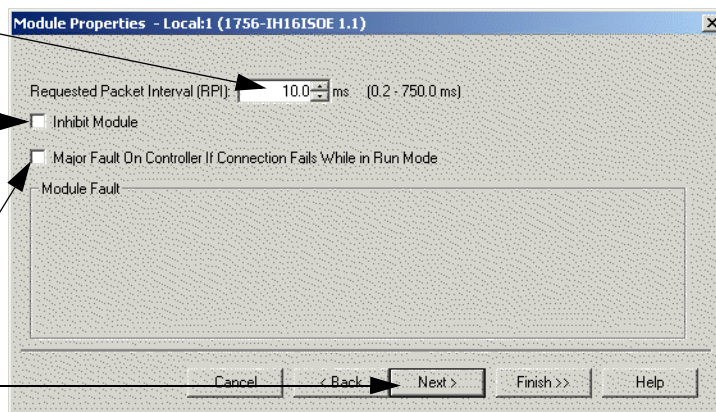 Module Properties - Local:1 (1756-IH16ISOE 1.1)
Requested Packet Interval (RPI): 10.0 ms (0.2 - 750.0 ms)
Inhibit Module
Major Fault On Controller If Connection Fails While in Run Mode
Module Fault
Cancel < Back Next > Finish >> Help